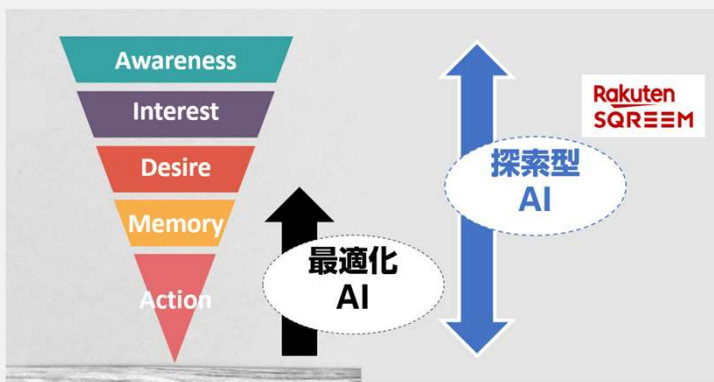 Awareness
Interest
Desire
Memory
Action
最適化
AI
探索型
AI
Rakuten
SQREEM